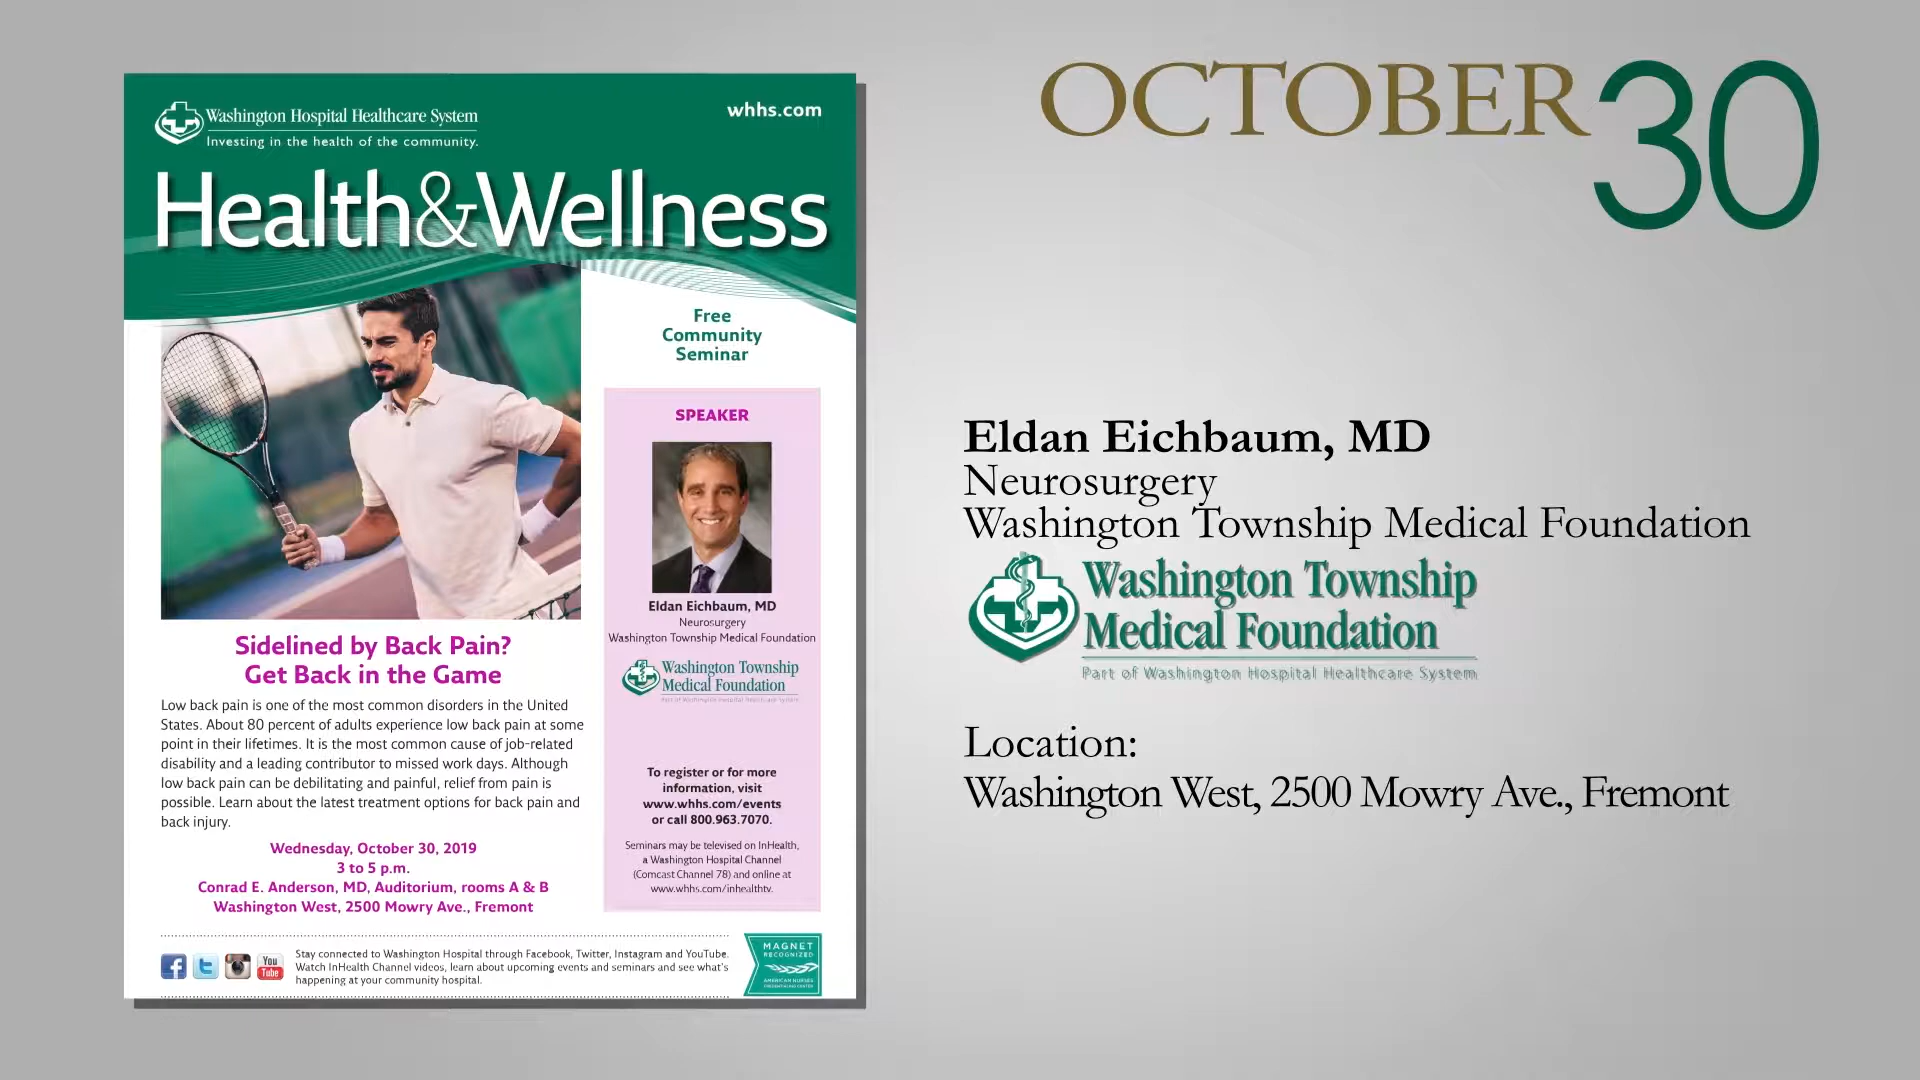 Washington Hospital Healthcare System
Investing in the health of the community.
whhs.com
Health&Wellness
Free
Community
Seminar
SPEAKER
Eldan Eichbaum, MD
Neurosurgery
Washington Township Medical Foundation
Washington Township
Medical Foundation
Part of Washington Hospital Healthcare System
To register or for more
information, visit
www.whhs.com/events
or call 800.963.7070.
Seminars may be televised on InHealth,
a Washington Hospital Channel
(Comcast Channel 78) and online at
www.whhs.com/inhealthtv.
Sidelined by Back Pain?
Get Back in the Game
Low back pain is one of the most common disorders in the United
States. About 80 percent of adults experience low back pain at some
point in their lifetimes. It is the most common cause of job-related
disability and a leading contributor to missed work days. Although
low back pain can be debilitating and painful, relief from pain is
possible. Learn about the latest treatment options for back pain and
back injury.
Wednesday, October 30, 2019
3 to 5 p.m.
Conrad E. Anderson, MD, Auditorium, rooms A & B
Washington West, 2500 Mowry Ave., Fremont
You
Tube
Stay connected to Washington Hospital through Facebook, Twitter, Instagram and YouTube.
Watch InHealth Channel videos, learn about upcoming events and seminars and see what's
happening at your community hospital.
MAGNET
RECOGNIZED
AMERICAN NURSES
CREDENTIALING CENTER
OCTOBER 30
Eldan Eichbaum, MD
Neurosurgery
Washington Township Medical Foundation
Washington Township
Medical Foundation
Part of Washington Hospital Healthcare System
Location:
Washington West, 2500 Mowry Ave., Fremont